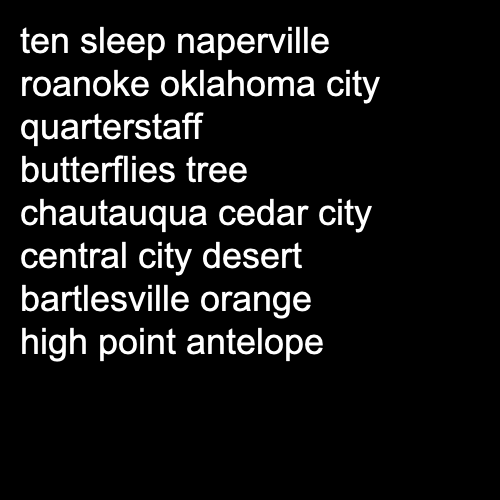 ten sleep naperville
roanoke oklahoma city
quarterstaff
butterflies tree
chautauqua cedar city
central city desert
bartlesville orange
high point antelope